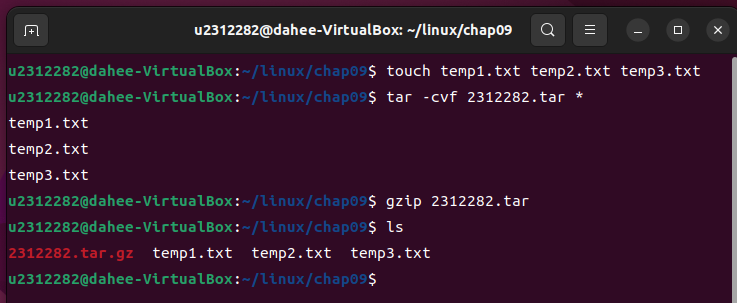 u2312282@dahee-VirtualBox: ~/linux/chap09
u2312282@dahee-VirtualBox:~/linux/chap09$ touch temp1.txt temp2.txt temp3.txt
u2312282@dahee-VirtualBox:~/linux/chap09$ tar -cvf 2312282.tar *
temp1.txt
temp2.txt
temp3.txt
u2312282@dahee-VirtualBox:~/linux/chap09$ gzip 2312282.tar
u2312282@dahee-VirtualBox:~/linux/chap09$ ls
2312282.tar.gz  temp1.txt  temp2.txt  temp3.txt
u2312282@dahee-VirtualBox:~/linux/chap09$